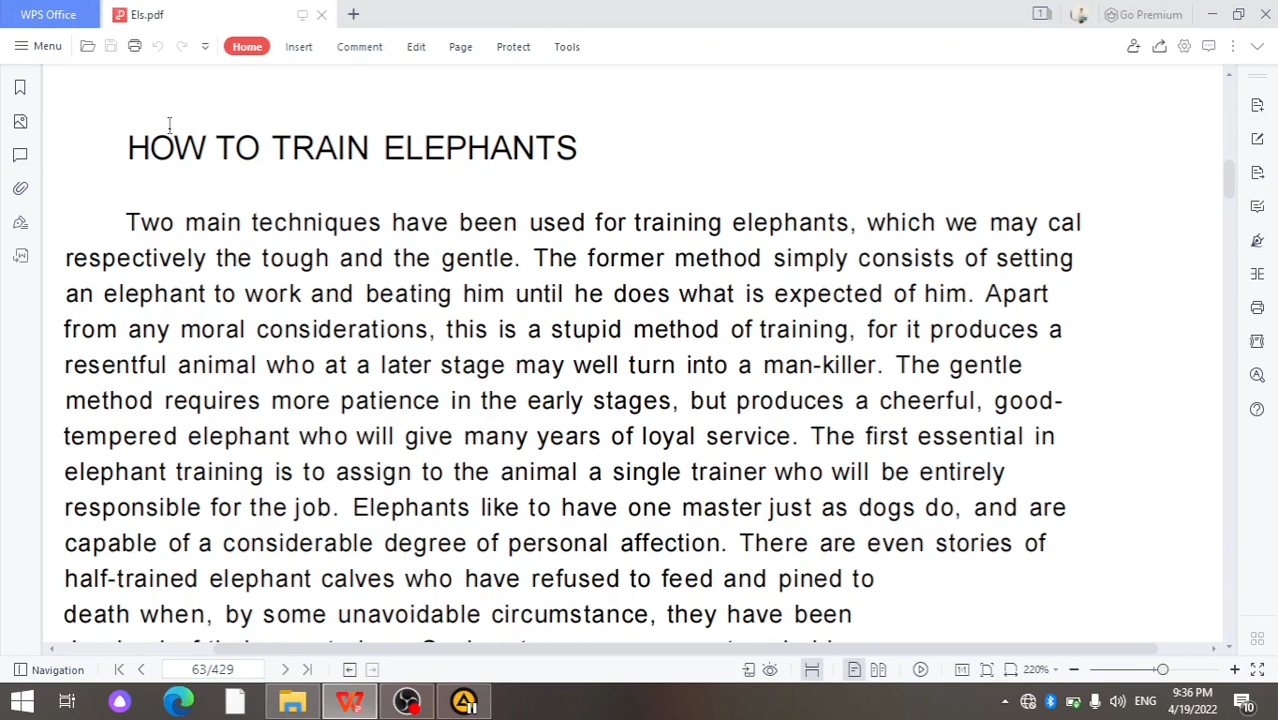 WPS Office
Els.pdf
Go Premium
Menu
Home
Insert
Comment
Edit
Page
Protect
Tools
HOW TO TRAIN ELEPHANTS
Two main techniques have been used for training elephants, which we may cal
respectively the tough and the gentle. The former method simply consists of setting
an elephant to work and beating him until he does what is expected of him. Apart
from any moral considerations, this is a stupid method of training, for it produces a
resentful animal who at a later stage may well turn into a man-killer. The gentle
method requires more patience in the early stages, but produces a cheerful, good-
tempered elephant who will give many years of loyal service. The first essential in
elephant training is to assign to the animal a single trainer who will be entirely
responsible for the job. Elephants like to have one master just as dogs do, and are
capable of a considerable degree of personal affection. There are even stories of
half-trained elephant calves who have refused to feed and pined to
death when, by some unavoidable circumstance, they have been
Navigation
63/429
220%
ENG
9:36 PM
4/19/2022
10